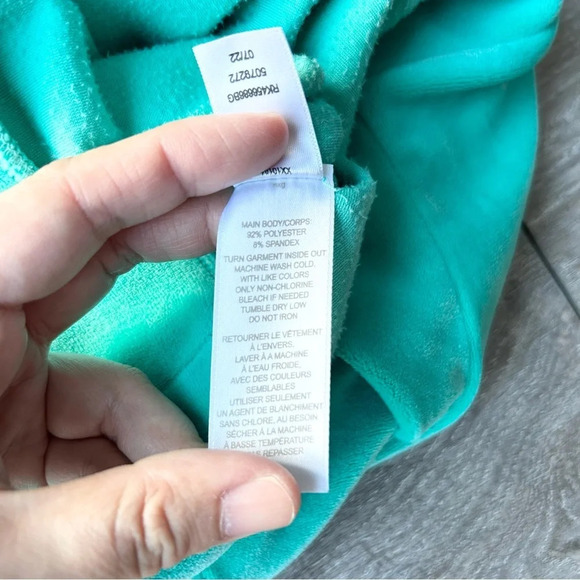 07/22
5079272
RK456886BG
MAIN BODY/CORPS:
92% POLYESTER
8% SPANDEX
TURN GARMENT INSIDE OUT
MACHINE WASH COLD,
WITH LIKE COLORS
ONLY NON-CHLORINE
BLEACH IF NEEDED
TUMBLE DRY LOW
DO NOT IRON
RETOURNER LE VÊTEMENT
À L'ENVERS,
LAVER À A MACHINE
À L'EAU FROIDE,
AVEC DES COULEURS
SEMBLABLES
UTILISER SEULEMENT
UN AGENT DE BLANCHIMENT
SANS CHLORE, AU BESOIN
SÉCHER À LA MACHINE
À BASSE TEMPÉRATURE
REPASSER